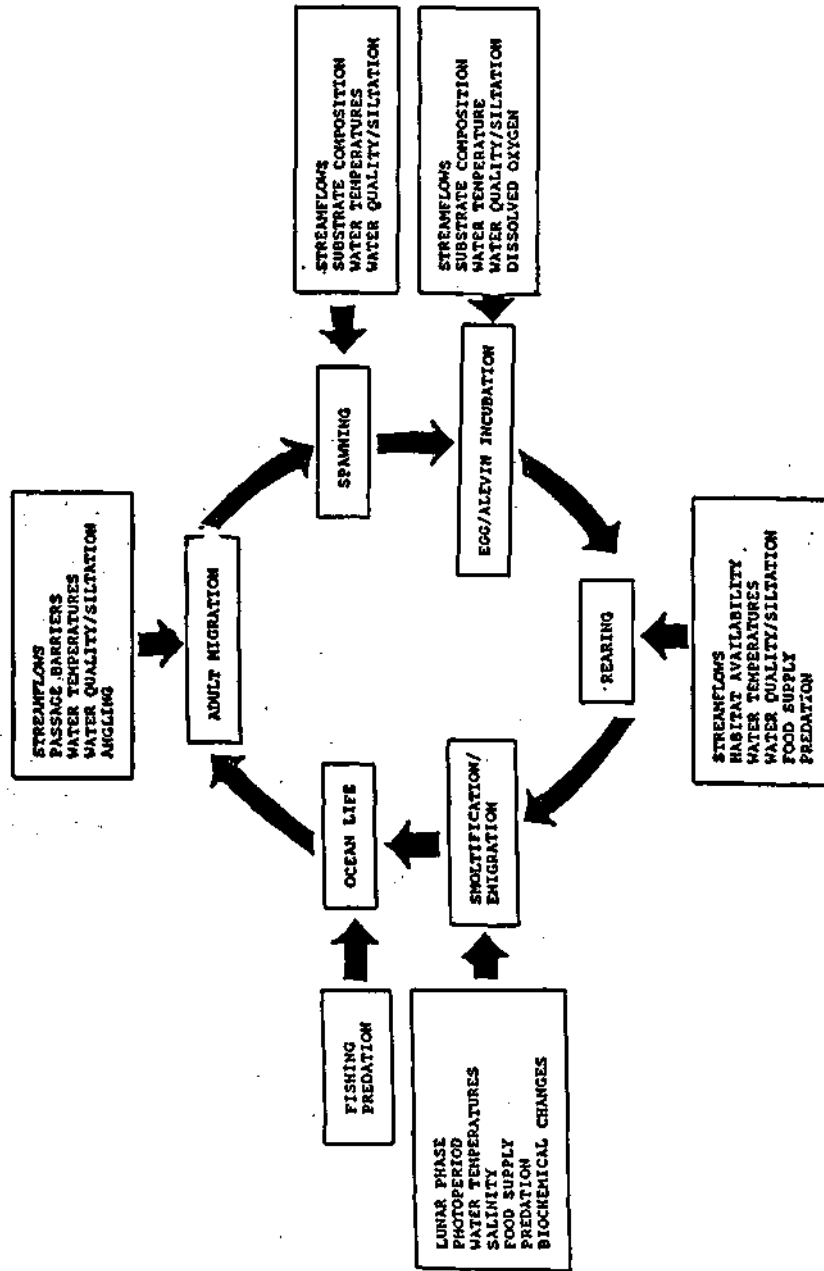 STREAMFLOWS
PASSAGE BARRIERS
WATER TEMPERATURES
WATER QUALITY/SILTATION
ANGLING
ADULT MIGRATION
STREAMFLOWS
SUBSTRATE COMPOSITION
WATER TEMPERATURES
WATER QUALITY/SILTATION
SPAWNING
STREAMFLOWS
SUBSTRATE COMPOSITION
WATER TEMPERATURE
WATER QUALITY/SILTATION
DISSOLVED OXYGEN
EGG/ALEVIN INCUBATION
REARING
STREAMFLOWS
HABITAT AVAILABILITY
WATER TEMPERATURES
WATER QUALITY/SILTATION
FOOD SUPPLY
PREDATION
SMOLTIFICATION/
EMIGRATION
LUNAR PHASE
PHOTOPERIOD
WATER TEMPERATURES
SALINITY
FOOD SUPPLY
PREDATION
BIOCHEMICAL CHANGES
OCEAN LIFE
FISHING
PREDATION